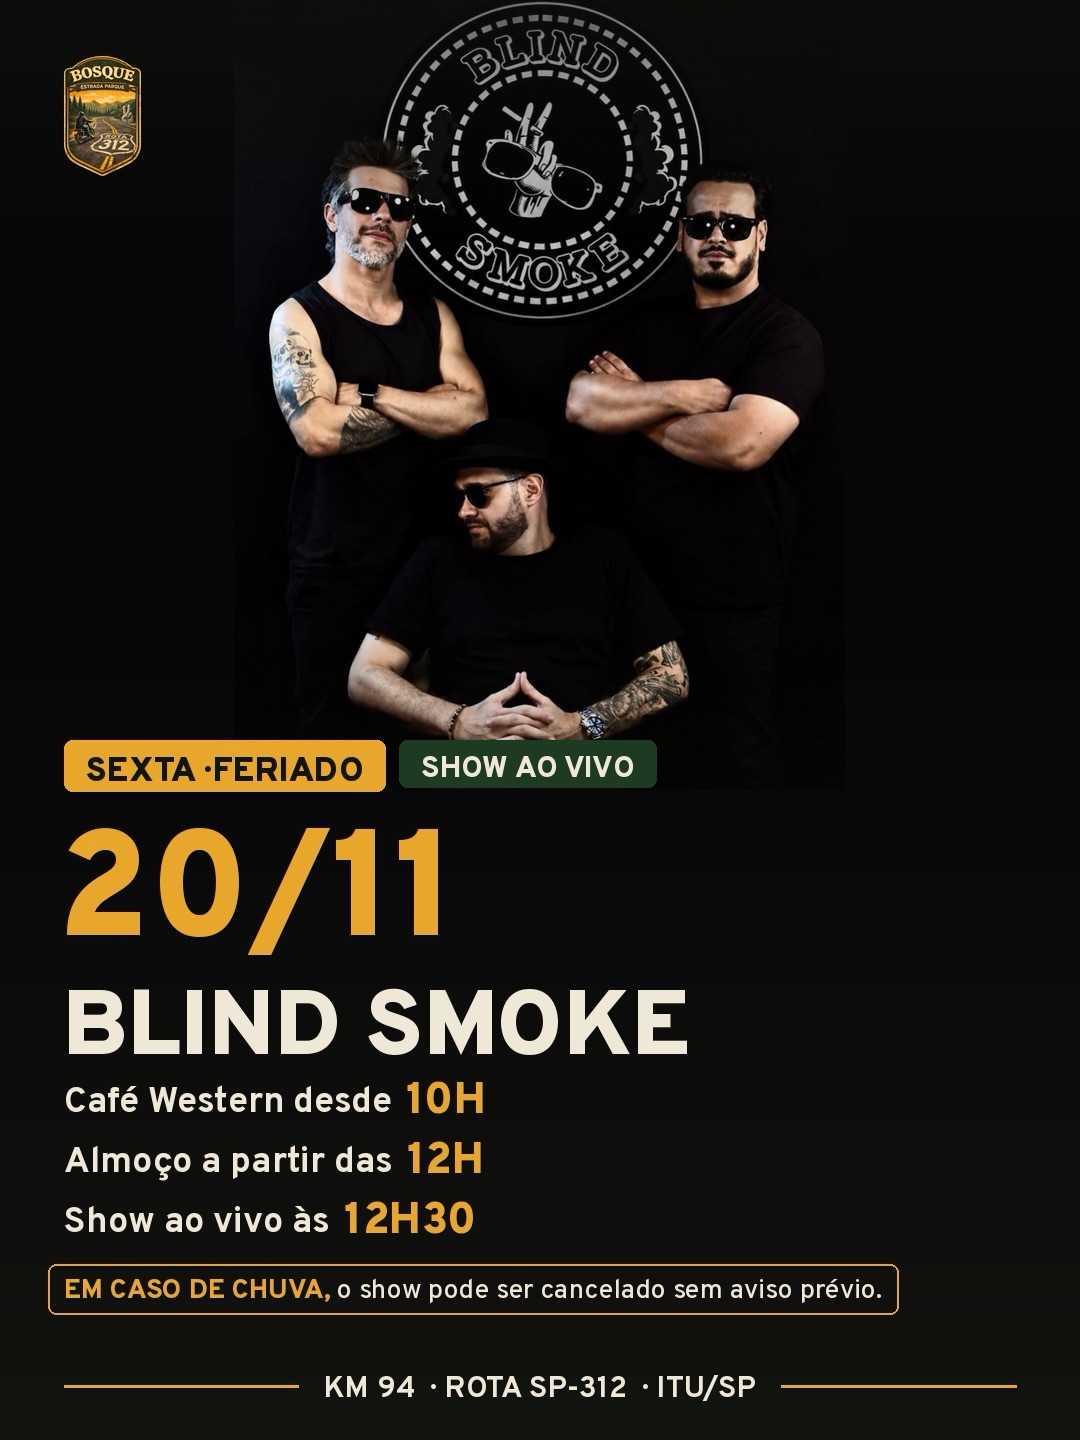 BLIND
SMOKE
BOSQUE
ESTRADA PARQUE
ROTA
312
SEXTA · FERIADO
SHOW AO VIVO
20/11
BLIND SMOKE
Café Western desde 10H
Almoço a partir das 12H
Show ao vivo às 12H30
EM CASO DE CHUVA, o show pode ser cancelado sem aviso prévio.
KM 94 · ROTA SP-312 · ITU/SP